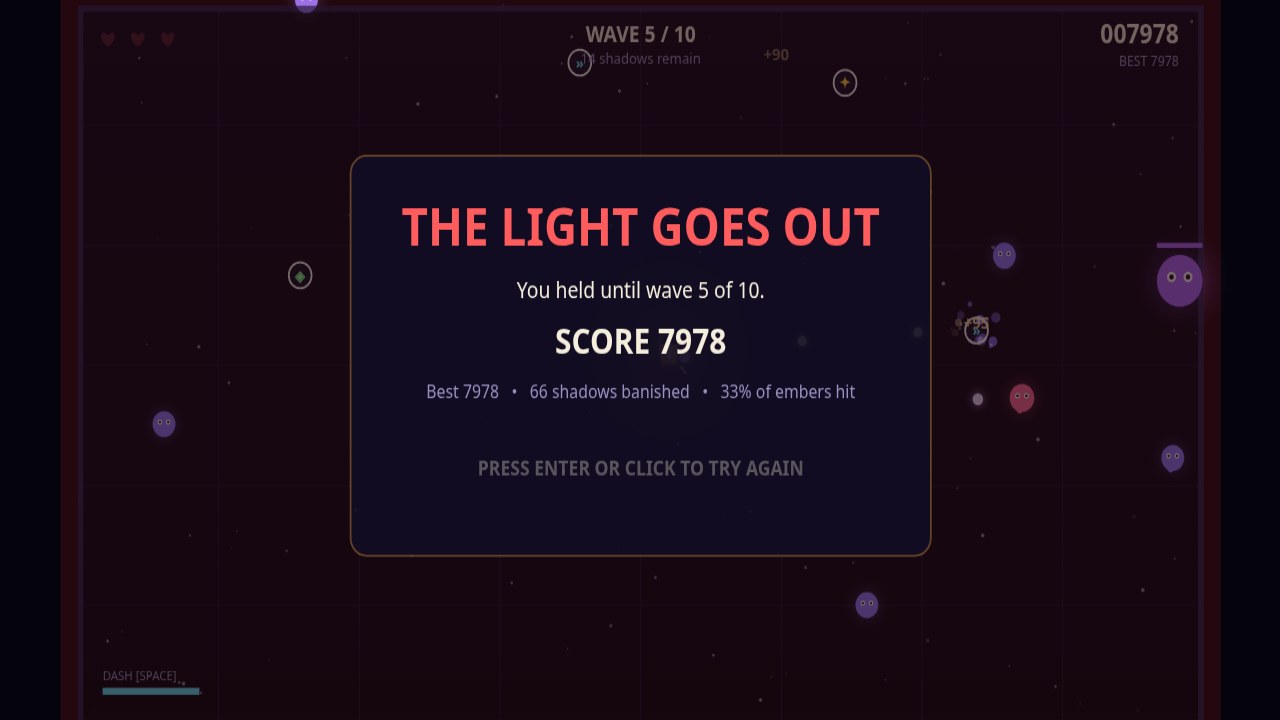 WAVE 5 / 10
14 shadows remain
+90
007978
BEST 7978
THE LIGHT GOES OUT
You held until wave 5 of 10.
SCORE 7978
Best 7978 • 66 shadows banished • 33% of embers hit
+95
PRESS ENTER OR CLICK TO TRY AGAIN
DASH [SPACE]